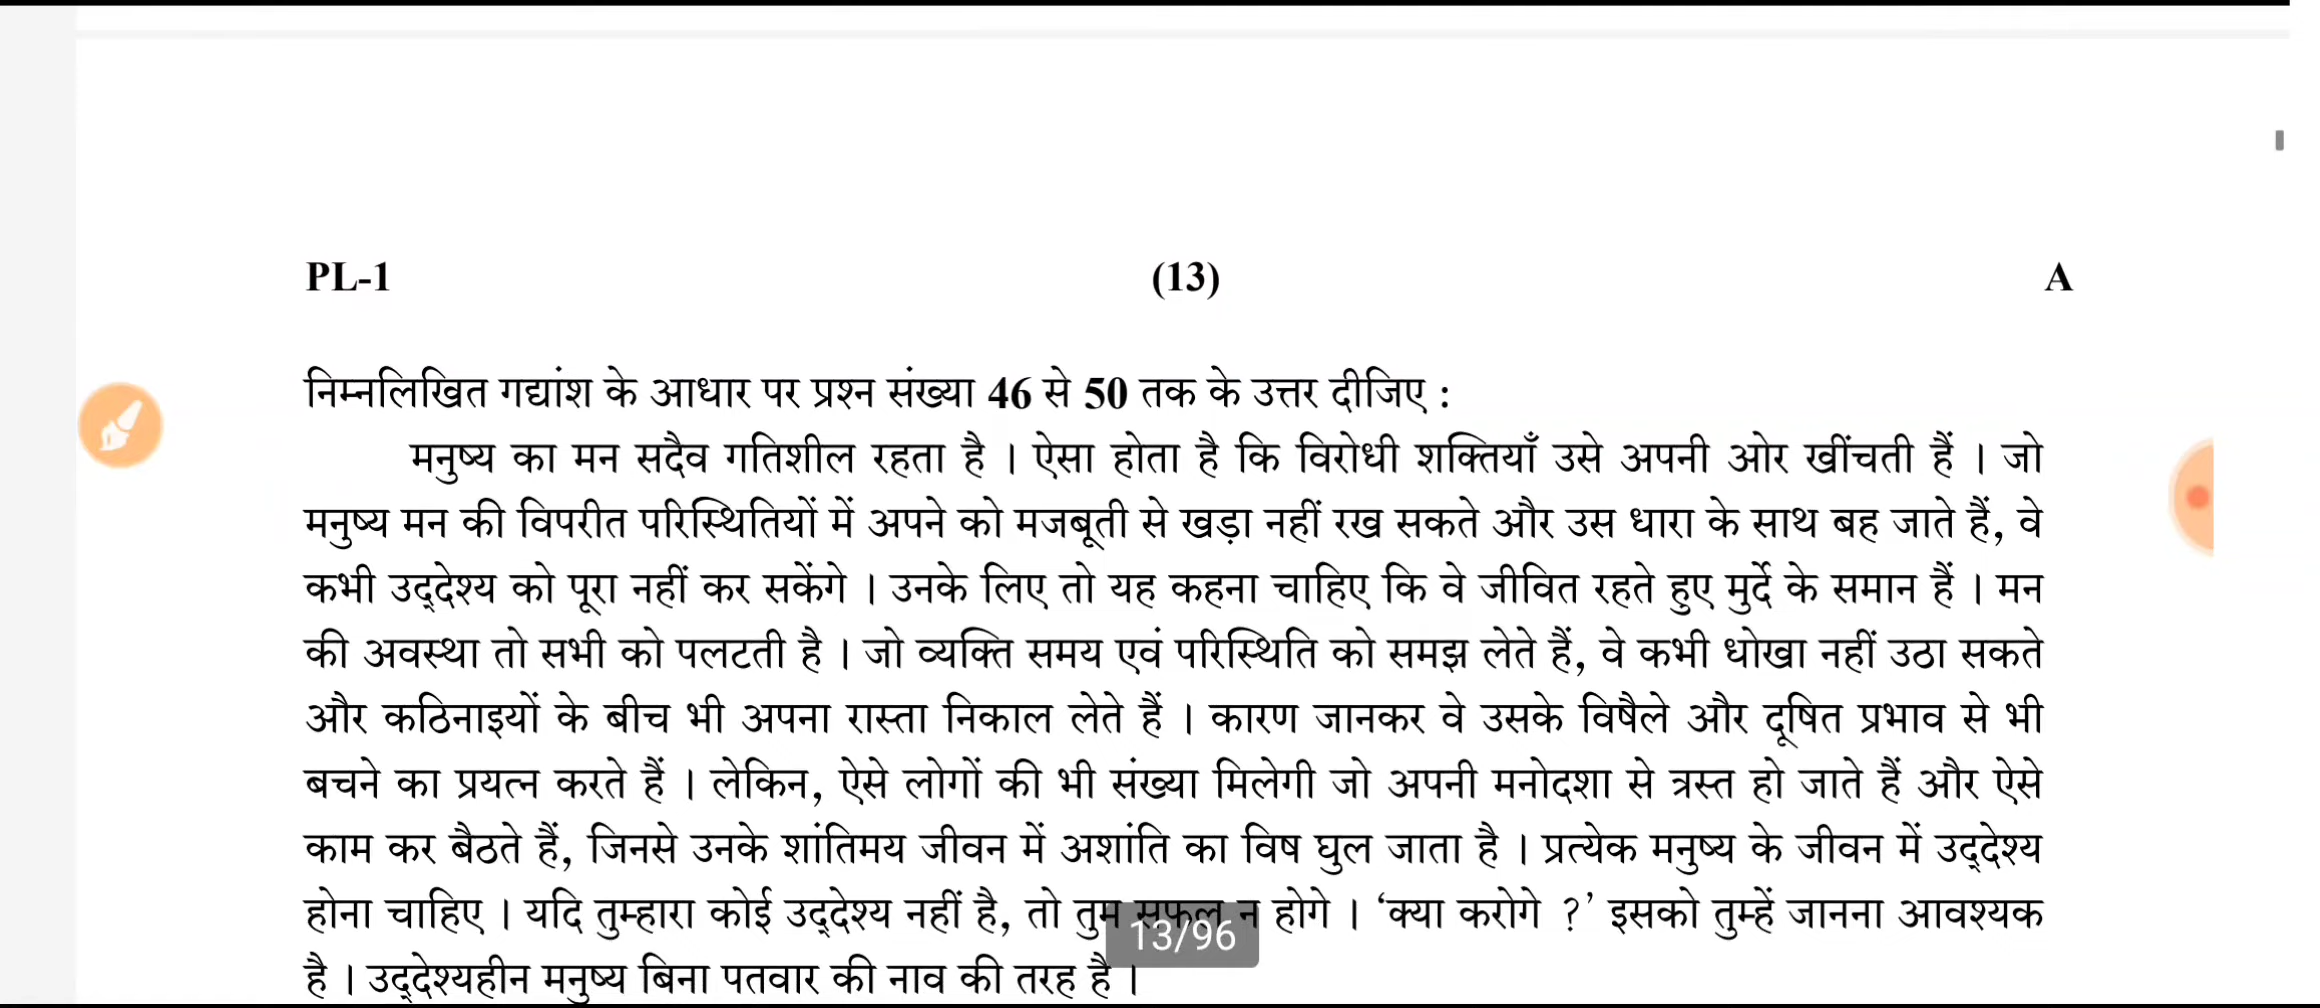 PL-1 (13) A
निम्नलिखित गद्यांश के आधार पर प्रश्न संख्या 46 से 50 तक के उत्तर दीजिए :
मनुष्य का मन सदैव गतिशील रहता है । ऐसा होता है कि विरोधी शक्तियाँ उसे अपनी ओर खींचती हैं । जो
मनुष्य मन की विपरीत परिस्थितियों में अपने को मजबूती से खड़ा नहीं रख सकते और उस धारा के साथ बह जाते हैं, वे
कभी उद्देश्य को पूरा नहीं कर सकेंगे । उनके लिए तो यह कहना चाहिए कि वे जीवित रहते हुए मुर्दे के समान हैं । मन
की अवस्था तो सभी को पलटती है । जो व्यक्ति समय एवं परिस्थिति को समझ लेते हैं, वे कभी धोखा नहीं उठा सकते
और कठिनाइयों के बीच भी अपना रास्ता निकाल लेते हैं । कारण जानकर वे उसके विषैले और दूषित प्रभाव से भी
बचने का प्रयत्न करते हैं । लेकिन, ऐसे लोगों की भी संख्या मिलेगी जो अपनी मनोदशा से त्रस्त हो जाते हैं और ऐसे
काम कर बैठते हैं, जिनसे उनके शांतिमय जीवन में अशांति का विष घुल जाता है । प्रत्येक मनुष्य के जीवन में उद्देश्य
होना चाहिए । यदि तुम्हारा कोई उद्देश्य नहीं है, तो तुम सफल न होगे । ‘क्या करोगे ?’ इसको तुम्हें जानना आवश्यक
13/96
है । उद्देश्यहीन मनुष्य बिना पतवार की नाव की तरह है ।